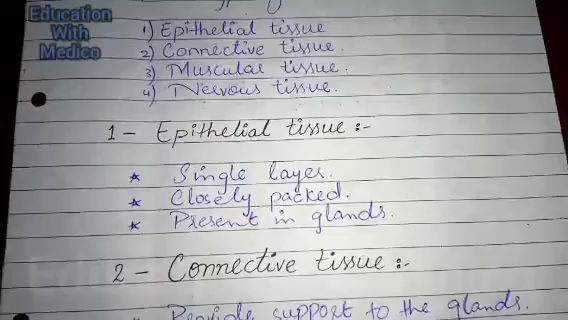 Education
With
Medico
1) Epithelial tissue
2) Connective tissue.
3) Muscular tissue.
4) Nervous tissue.
1 - Epithelial tissue :-
* Single layer.
* Closely packed.
* Present in glands.
2 - Connective tissue :-
Provide support to the glands.